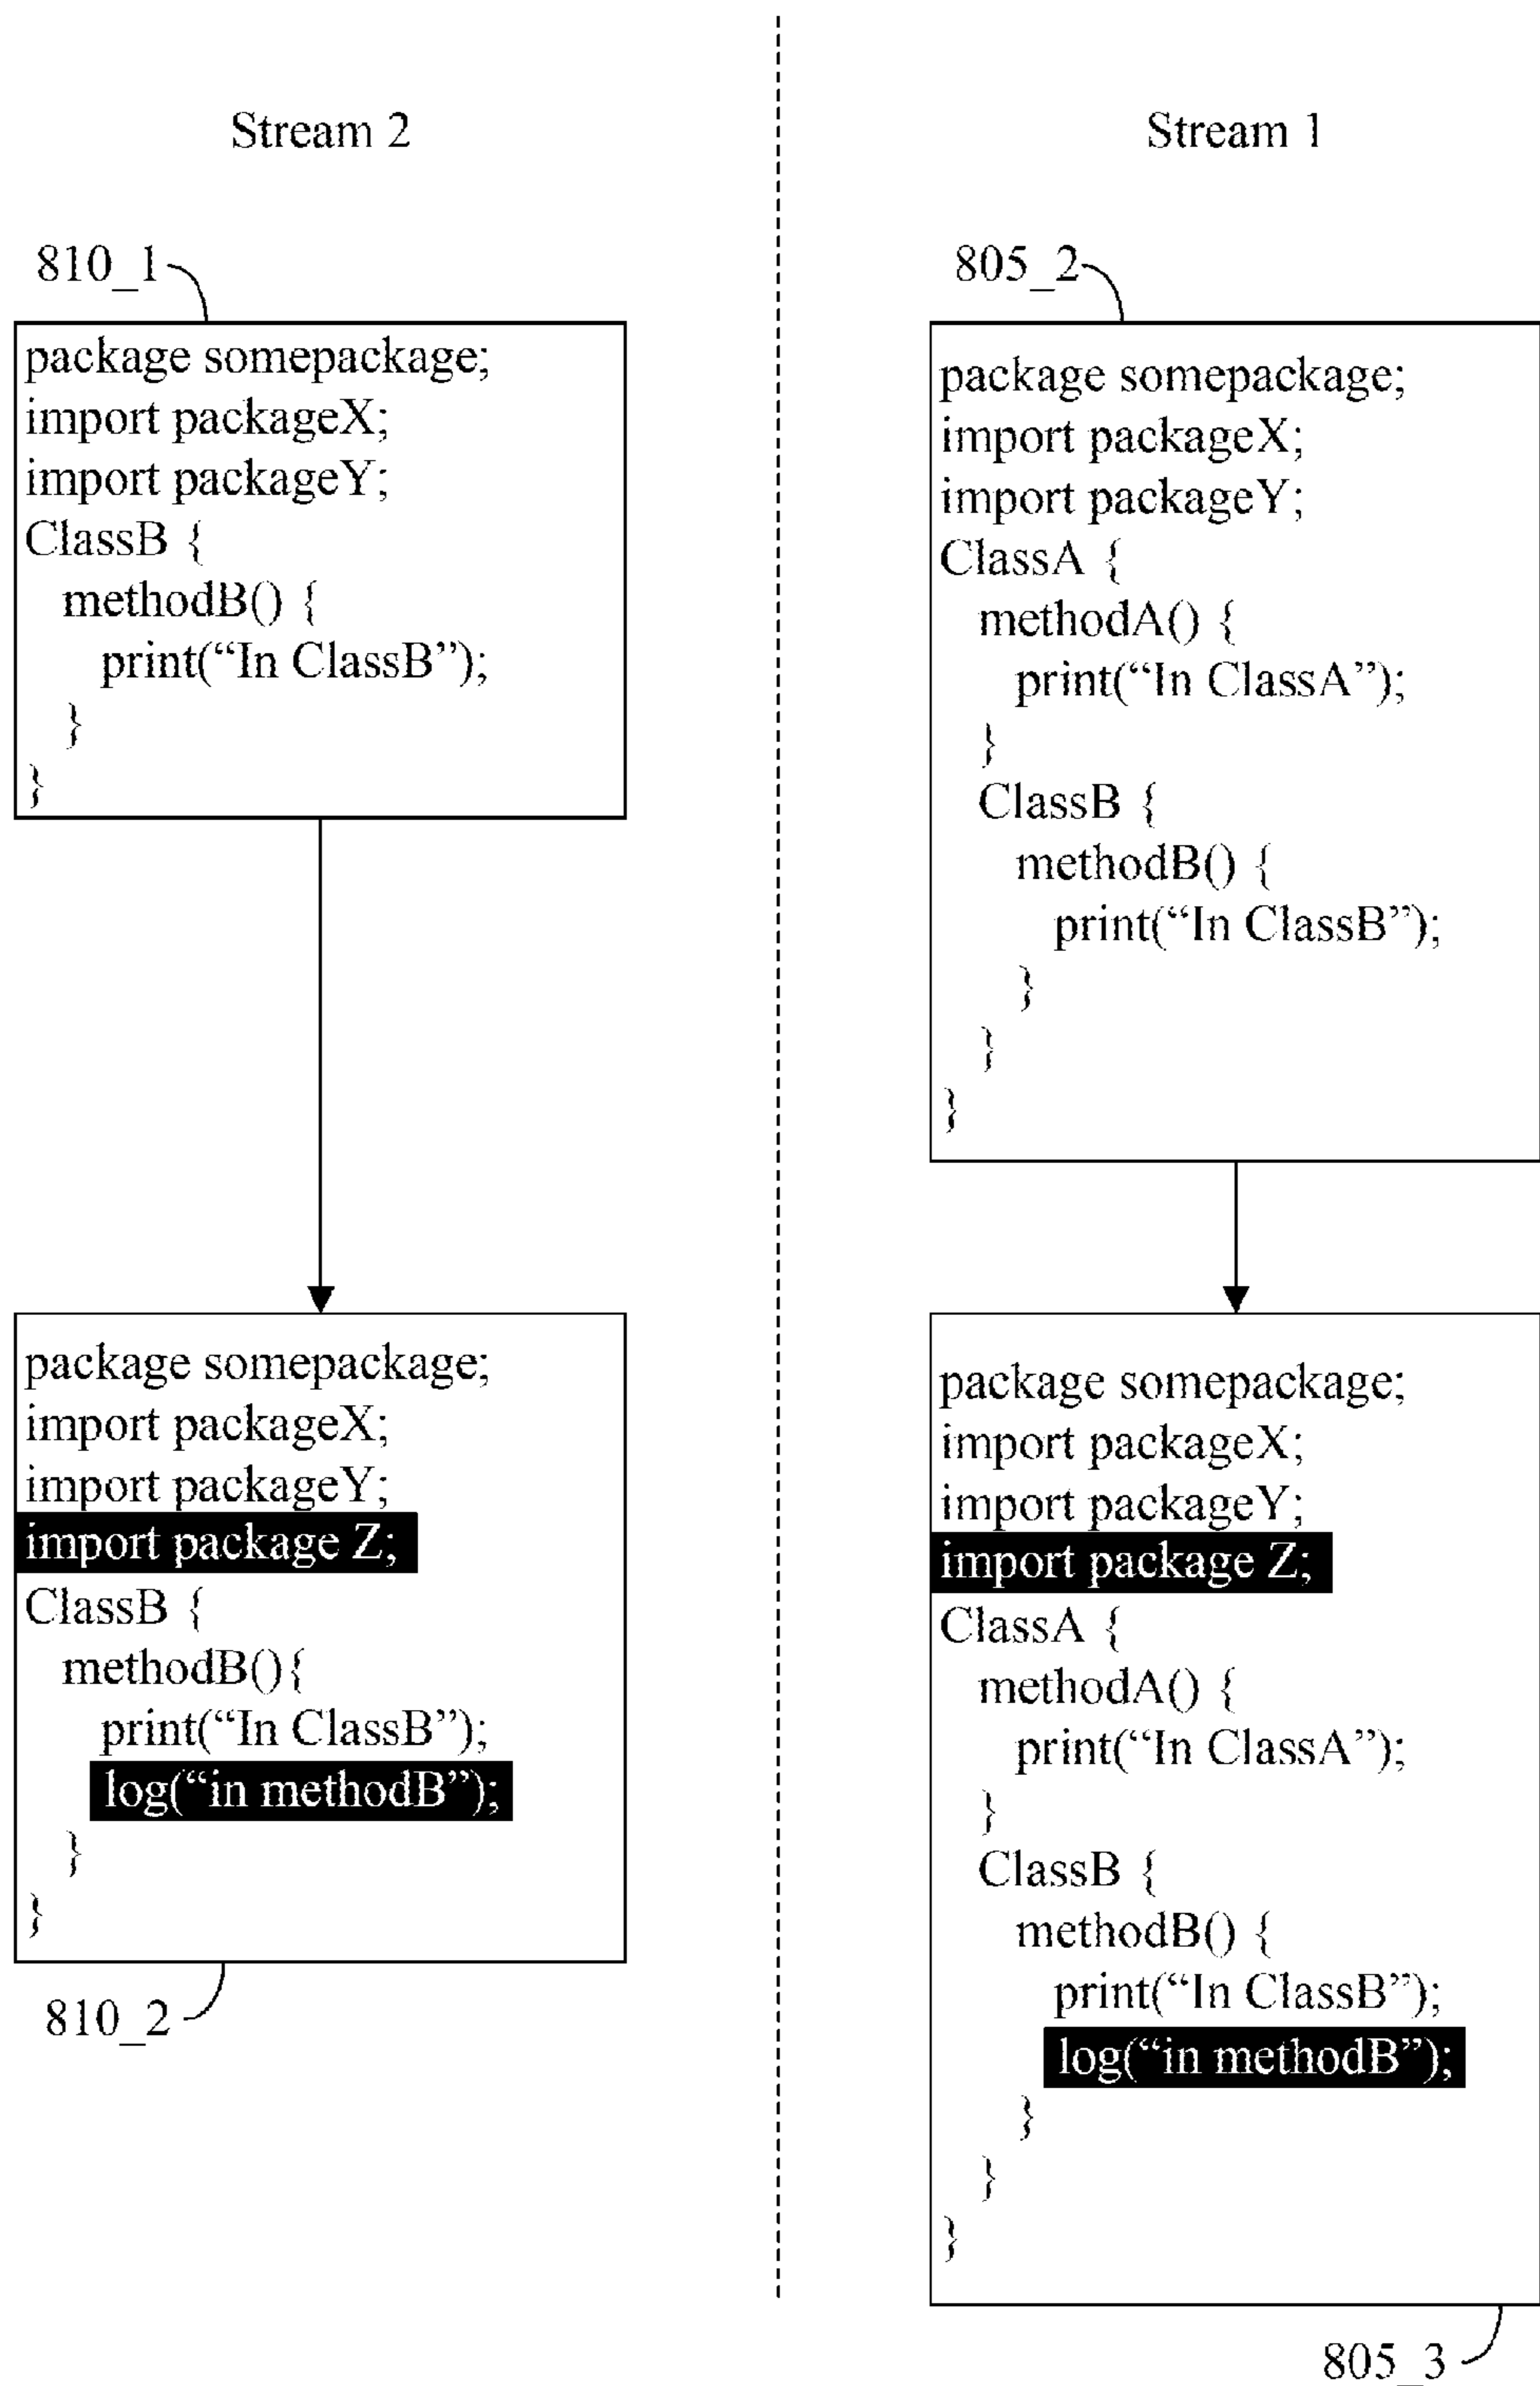 Stream 2
810_1
package somepackage;
import packageX;
import packageY;
ClassB {
methodB() {
print(“In ClassB”);
}
}
package somepackage;
import packageX;
import packageY;
import package Z;
ClassB {
methodB(){
print(“In ClassB”);
log(“in methodB”);
}
}
810_2
Stream 1
805_2
package somepackage;
import packageX;
import packageY;
ClassA {
methodA() {
print(“In ClassA”);
}
ClassB {
methodB() {
print(“In ClassB”);
}
}
}
package somepackage;
import packageX;
import packageY;
import package Z;
ClassA {
methodA() {
print(“In ClassA”);
}
ClassB {
methodB() {
print(“In ClassB”);
log(“in methodB”);
}
}
}
805_3